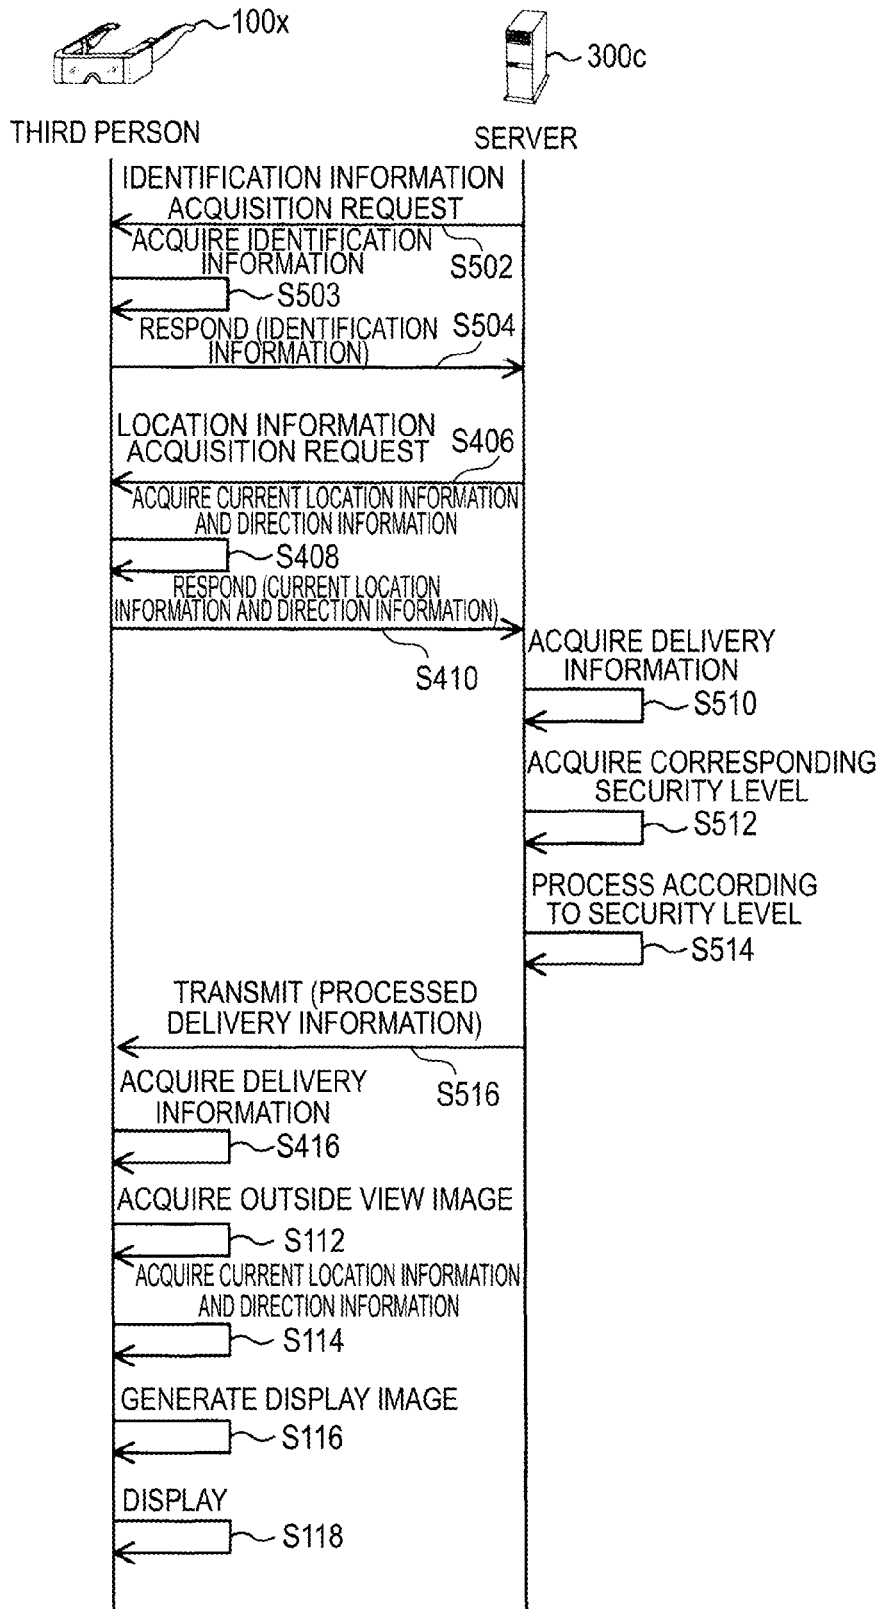 100x
300c
THIRD PERSON
SERVER
IDENTIFICATION INFORMATION
ACQUISITION REQUEST
S502
ACQUIRE IDENTIFICATION
INFORMATION
S503
RESPOND (IDENTIFICATION
INFORMATION)
S504
LOCATION INFORMATION
ACQUISITION REQUEST
S406
ACQUIRE CURRENT LOCATION INFORMATION
AND DIRECTION INFORMATION
S408
RESPOND (CURRENT LOCATION
INFORMATION AND DIRECTION INFORMATION)
S410
ACQUIRE DELIVERY
INFORMATION
S510
ACQUIRE CORRESPONDING
SECURITY LEVEL
S512
PROCESS ACCORDING
TO SECURITY LEVEL
S514
TRANSMIT (PROCESSED
DELIVERY INFORMATION)
S516
ACQUIRE DELIVERY
INFORMATION
S416
ACQUIRE OUTSIDE VIEW IMAGE
S112
ACQUIRE CURRENT LOCATION INFORMATION
AND DIRECTION INFORMATION
S114
GENERATE DISPLAY IMAGE
S116
DISPLAY
S118